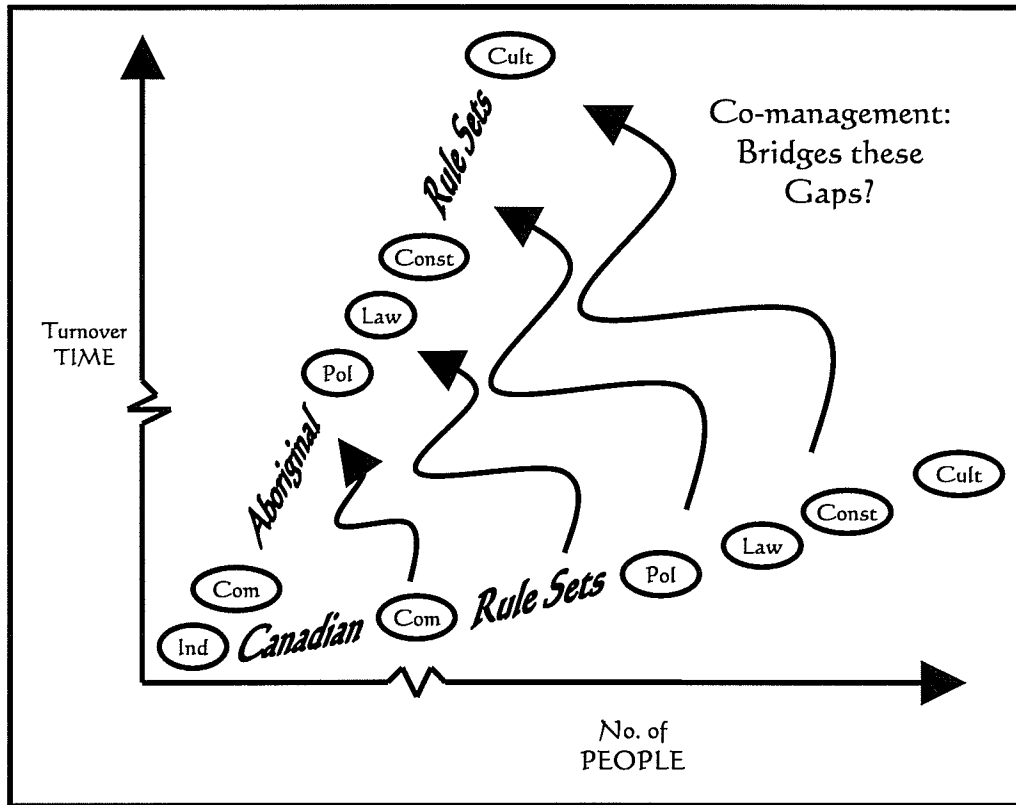 Cult
Co-management:
Bridges these
Gaps?
Rule Sets
Const
Law
Turnover
TIME
Pol
Aboriginal
Cult
Const
Law
Com
Pol
Rule Sets
Com
Ind
Canadian
No. of
PEOPLE